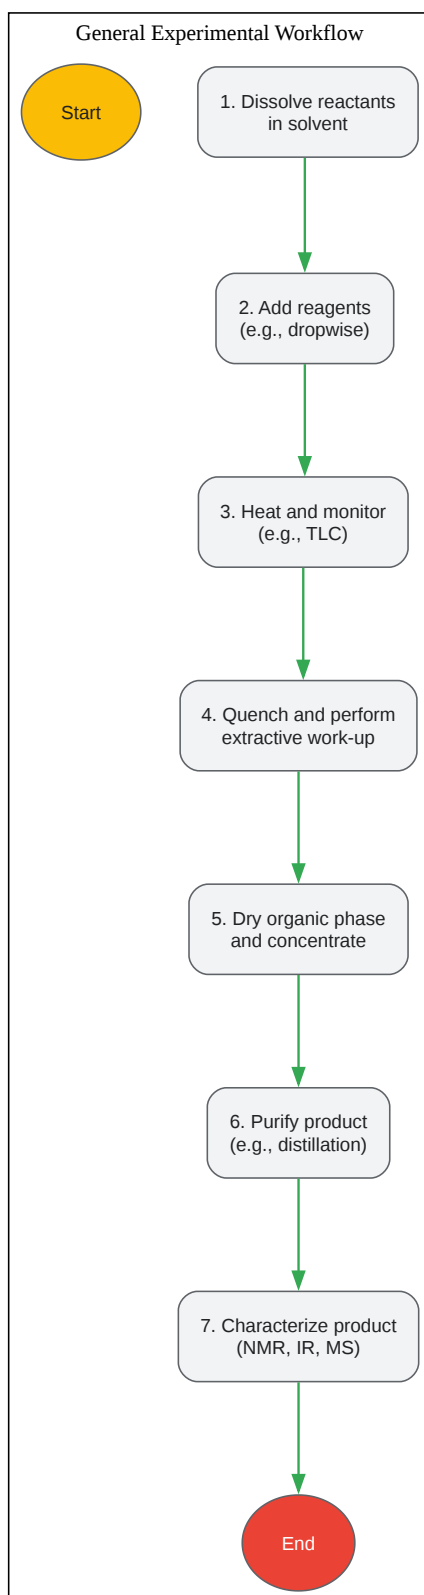 General Experimental Workflow
Start
1. Dissolve reactants
in solvent
2. Add reagents
(e.g., dropwise)
3. Heat and monitor
(e.g., TLC)
4. Quench and perform
extractive work-up
5. Dry organic phase
and concentrate
6. Purify product
(e.g., distillation)
7. Characterize product
(NMR, IR, MS)
End